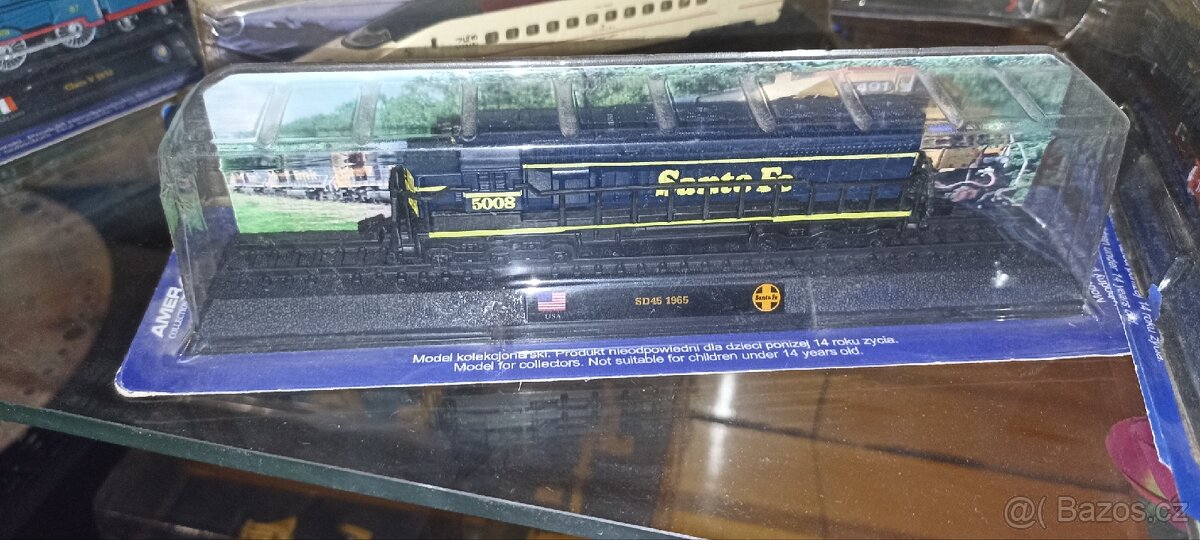 Santa Fe
5008
USA
SD45 1965
Santa Fe
AMER
COLLECTION
Model kolekcjonerski. Produkt nieodpowiedni dla dzieci poniżej 14 roku życia.
Model for collectors. Not suitable for children under 14 years old.
@( Bazos.cz